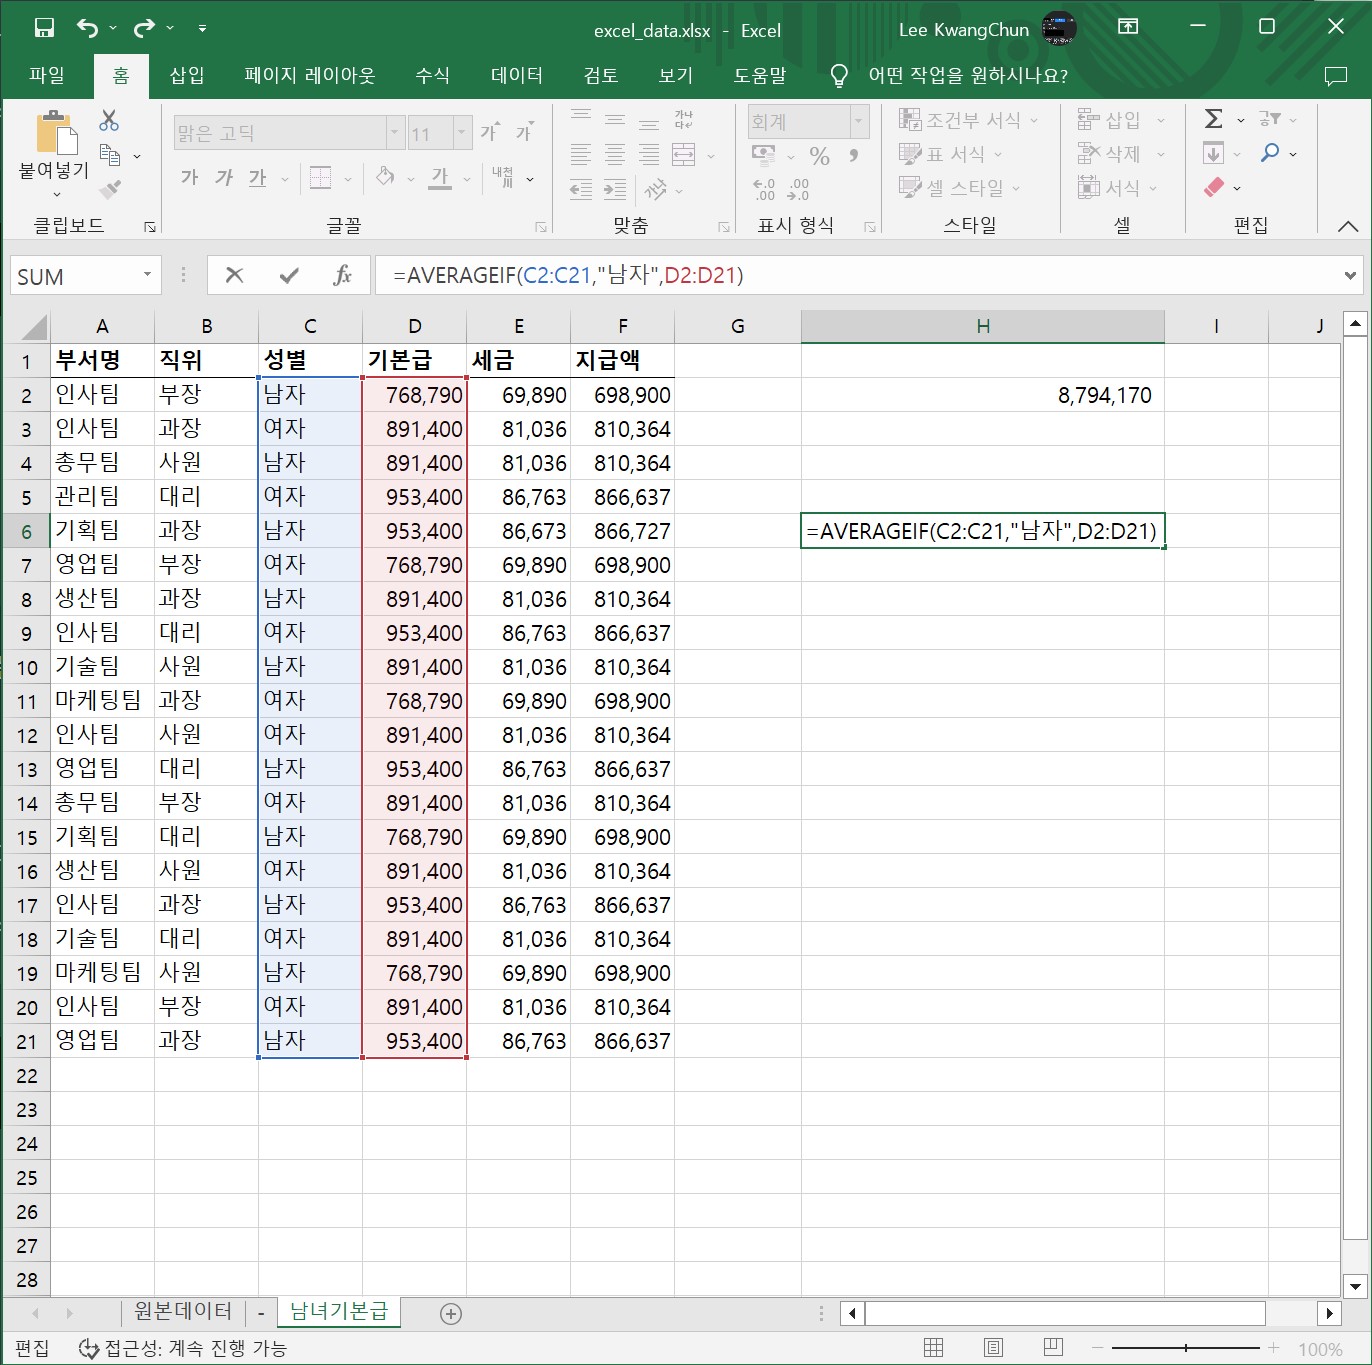 excel_data.xlsx - Excel
Lee KwangChun
파일 홈 삽입 페이지 레이아웃 수식 데이터 검토 보기 도움말 어떤 작업을 원하시나요?
붙여넣기
클립보드
맑은 고딕 11 가 가
가 가 가 가 내천
글꼴
가나다
맞춤
회계
% ,
표시 형식
조건부 서식
표 서식
셀 스타일
스타일
삽입
삭제
서식
셀
편집
SUM fx =AVERAGEIF(C2:C21,"남자",D2:D21)
A B C D E F G H I J
1 부서명 직위 성별 기본급 세금 지급액
2 인사팀 부장 남자 768,790 69,890 698,900 8,794,170
3 인사팀 과장 여자 891,400 81,036 810,364
4 총무팀 사원 남자 891,400 81,036 810,364
5 관리팀 대리 여자 953,400 86,763 866,637
6 기획팀 과장 남자 953,400 86,673 866,727 =AVERAGEIF(C2:C21,"남자",D2:D21)
7 영업팀 부장 여자 768,790 69,890 698,900
8 생산팀 과장 남자 891,400 81,036 810,364
9 인사팀 대리 여자 953,400 86,763 866,637
10 기술팀 사원 남자 891,400 81,036 810,364
11 마케팅팀 과장 여자 768,790 69,890 698,900
12 인사팀 사원 여자 891,400 81,036 810,364
13 영업팀 대리 남자 953,400 86,763 866,637
14 총무팀 부장 여자 891,400 81,036 810,364
15 기획팀 대리 남자 768,790 69,890 698,900
16 생산팀 사원 여자 891,400 81,036 810,364
17 인사팀 과장 남자 953,400 86,763 866,637
18 기술팀 대리 여자 891,400 81,036 810,364
19 마케팅팀 사원 남자 768,790 69,890 698,900
20 인사팀 부장 여자 891,400 81,036 810,364
21 영업팀 과장 남자 953,400 86,763 866,637
22
23
24
25
26
27
28
원본데이터 - 남녀기본급
편집 접근성: 계속 진행 가능 100%